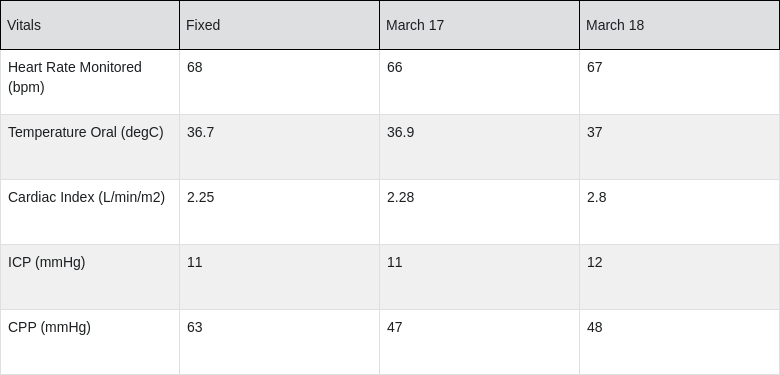 Vitals Fixed March 17 March 18
Heart Rate Monitored 68 66 67
(bpm)
Temperature Oral (degC) 36.7 36.9 37
Cardiac Index (L/min/m2) 2.25 2.28 2.8
ICP (mmHg) 11 11 12
CPP (mmHg) 63 47 48